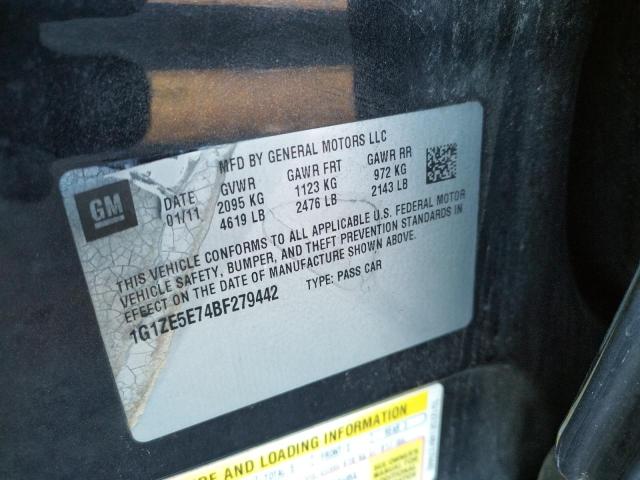 MFD BY GENERAL MOTORS LLC
GM
DATE GVWR GAWR FRT GAWR RR
01/11 2095 KG 1123 KG 972 KG
4619 LB 2476 LB 2143 LB
THIS VEHICLE CONFORMS TO ALL APPLICABLE U.S. FEDERAL MOTOR
VEHICLE SAFETY, BUMPER, AND THEFT PREVENTION STANDARDS IN
EFFECT ON THE DATE OF MANUFACTURE SHOWN ABOVE.
1G1ZE5E74BF279442 TYPE: PASS CAR
AND LOADING INFORMATION